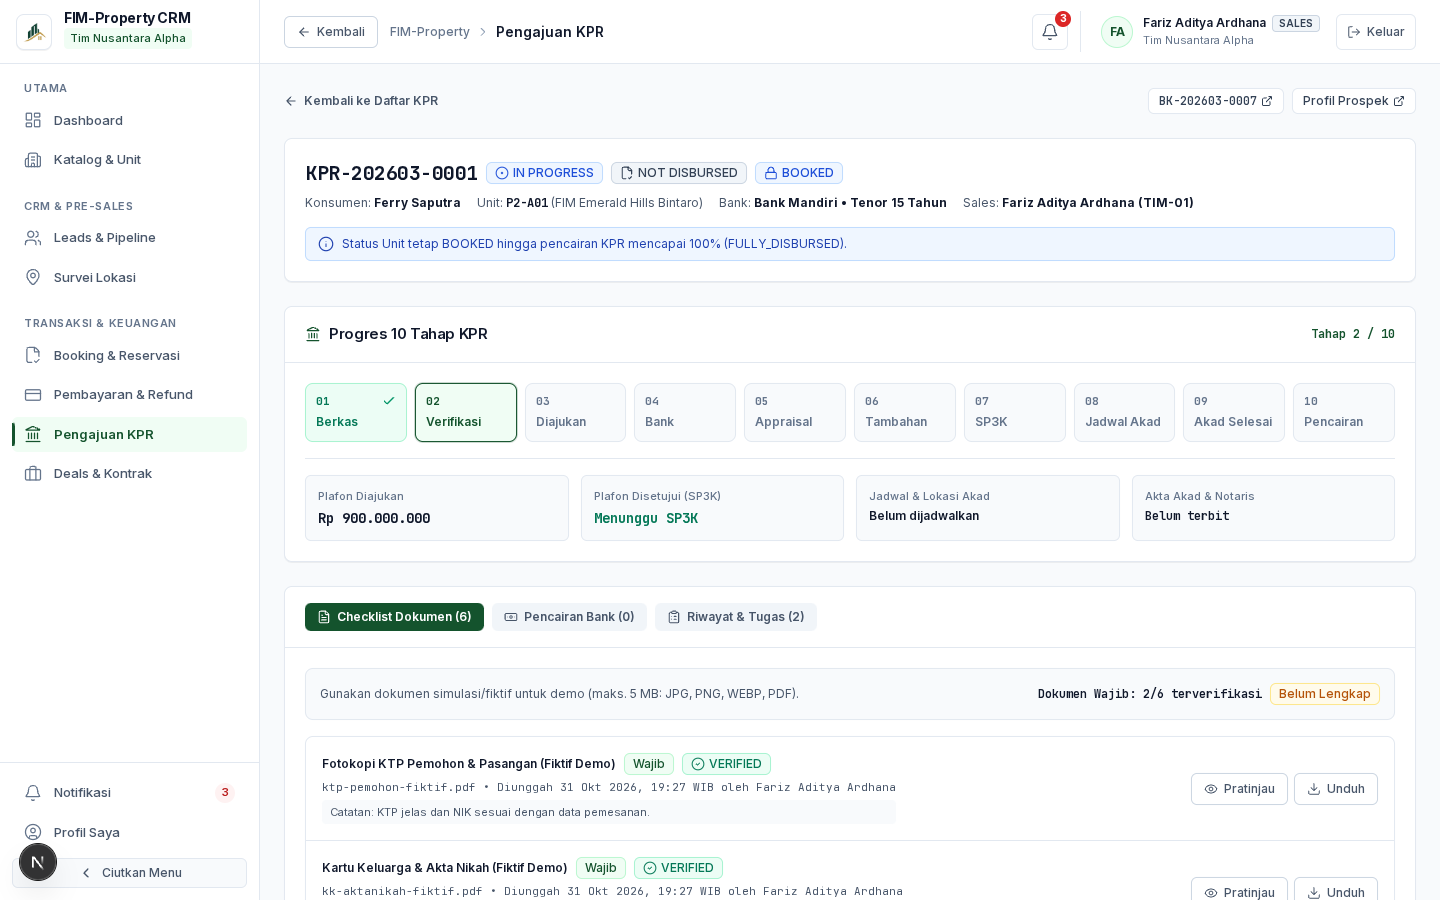 FIM-Property CRM
Tim Nusantara Alpha
Kembali
FIM-Property
Pengajuan KPR
3
FA
Fariz Aditya Ardhana
SALES
Tim Nusantara Alpha
Keluar
UTAMA
Dashboard
Katalog & Unit
CRM & PRE-SALES
Leads & Pipeline
Survei Lokasi
TRANSAKSI & KEUANGAN
Booking & Reservasi
Pembayaran & Refund
Pengajuan KPR
Deals & Kontrak
Notifikasi
3
Profil Saya
N
Ciutkan Menu
Kembali ke Daftar KPR
BK-202603-0007
Profil Prospek
KPR-202603-0001
IN PROGRESS
NOT DISBURSED
BOOKED
Konsumen: Ferry Saputra
Unit: P2-A01 (FIM Emerald Hills Bintaro)
Bank: Bank Mandiri • Tenor 15 Tahun
Sales: Fariz Aditya Ardhana (TIM-01)
Status Unit tetap BOOKED hingga pencairan KPR mencapai 100% (FULLY_DISBURSED).
Progres 10 Tahap KPR
Tahap 2 / 10
01
Berkas
02
Verifikasi
03
Diajukan
04
Bank
05
Appraisal
06
Tambahan
07
SP3K
08
Jadwal Akad
09
Akad Selesai
10
Pencairan
Plafon Diajukan
Rp 900.000.000
Plafon Disetujui (SP3K)
Menunggu SP3K
Jadwal & Lokasi Akad
Belum dijadwalkan
Akta Akad & Notaris
Belum terbit
Checklist Dokumen (6)
Pencairan Bank (0)
Riwayat & Tugas (2)
Gunakan dokumen simulasi/fiktif untuk demo (maks. 5 MB: JPG, PNG, WEBP, PDF).
Dokumen Wajib: 2/6 terverifikasi
Belum Lengkap
Fotokopi KTP Pemohon & Pasangan (Fiktif Demo)
Wajib
VERIFIED
ktp-pemohon-fiktif.pdf • Diunggah 31 Okt 2026, 19:27 WIB oleh Fariz Aditya Ardhana
Catatan: KTP jelas dan NIK sesuai dengan data pemesanan.
Pratinjau
Unduh
Kartu Keluarga & Akta Nikah (Fiktif Demo)
Wajib
VERIFIED
kk-aktanikah-fiktif.pdf • Diunggah 31 Okt 2026, 19:27 WIB oleh Fariz Aditya Ardhana
Pratinjau
Unduh